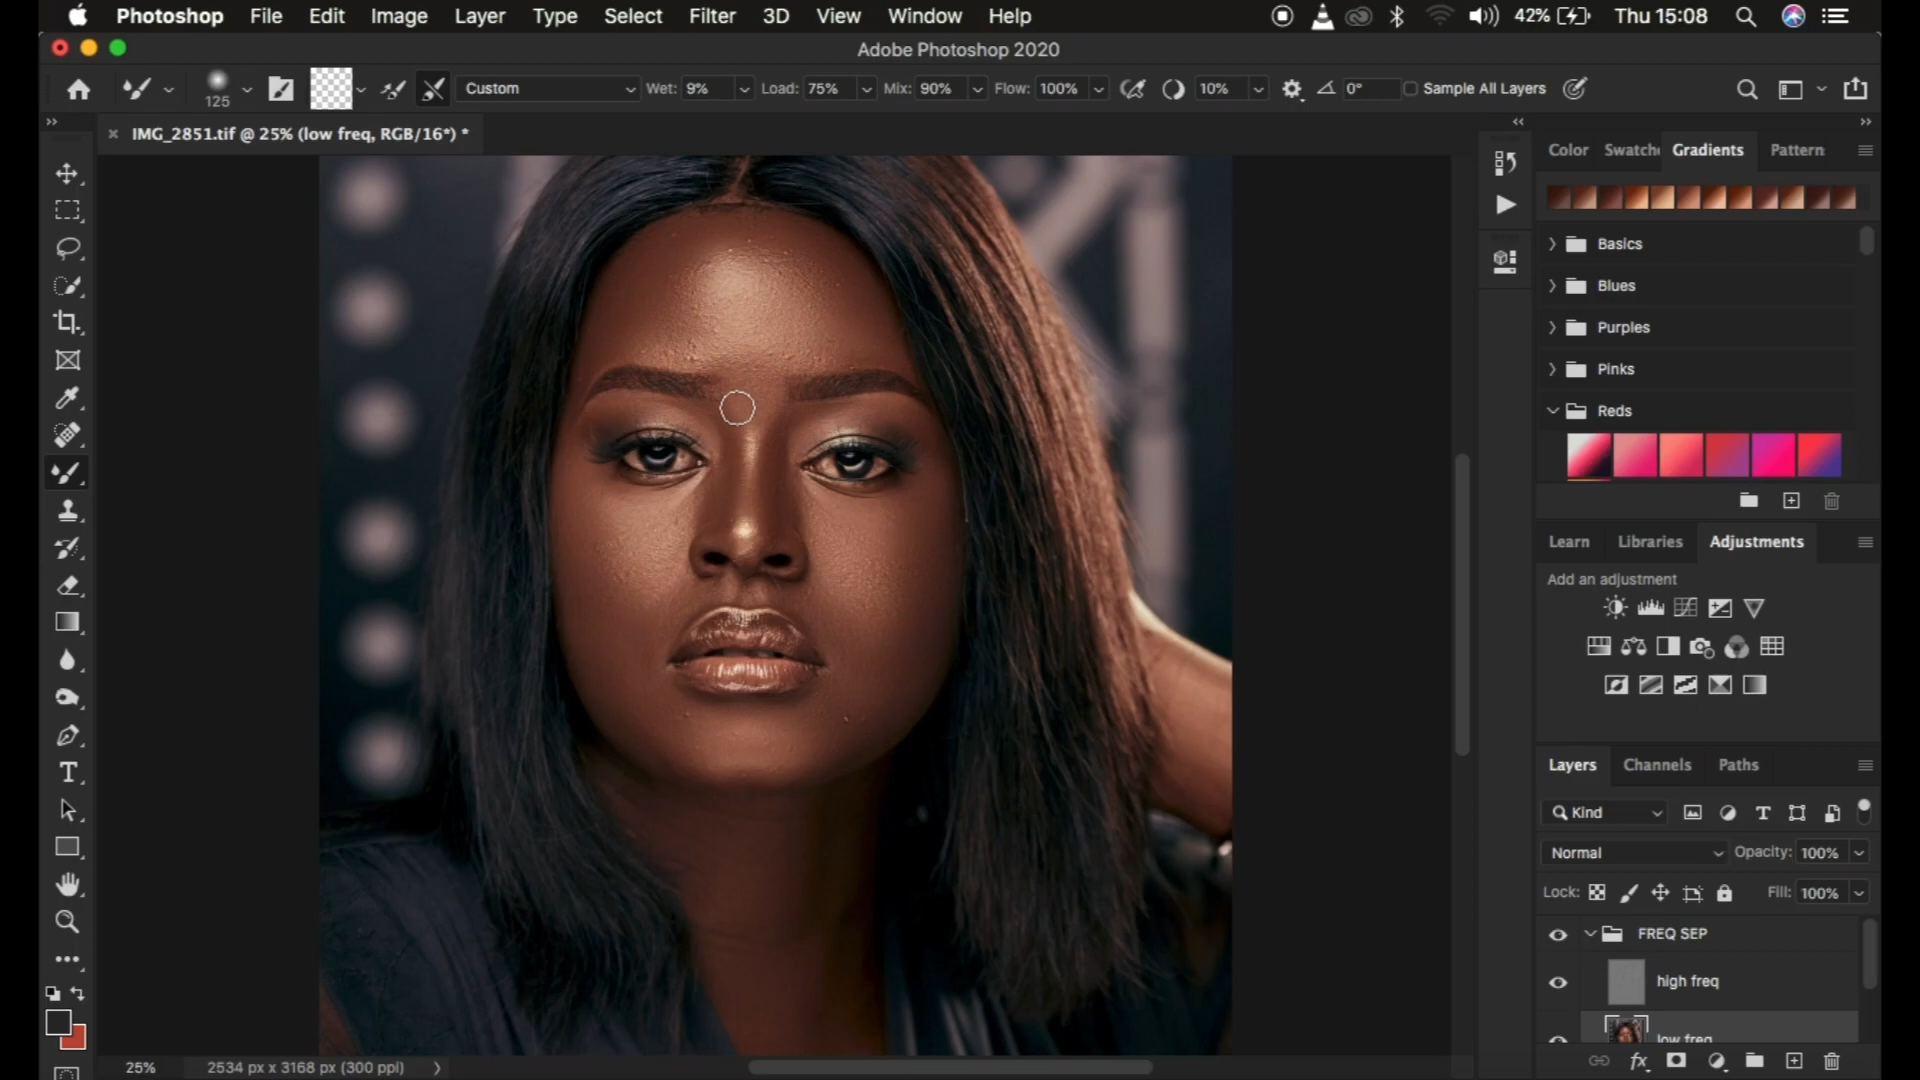 Photoshop File Edit Image Layer Type Select Filter 3D View Window Help 42% Thu 15:08
Adobe Photoshop 2020
125 Custom Wet: 9% Load: 75% Mix: 90% Flow: 100% 10% 0° Sample All Layers
IMG_2851.tif @ 25% (low freq, RGB/16*) *
Color Swatche Gradients Pattern
Basics
Blues
Purples
Pinks
Reds
Learn Libraries Adjustments
Add an adjustment
Layers Channels Paths
Kind
Normal Opacity: 100%
Lock: Fill: 100%
FREQ SEP
high freq
low freq
25% 2534 px x 3168 px (300 ppi)